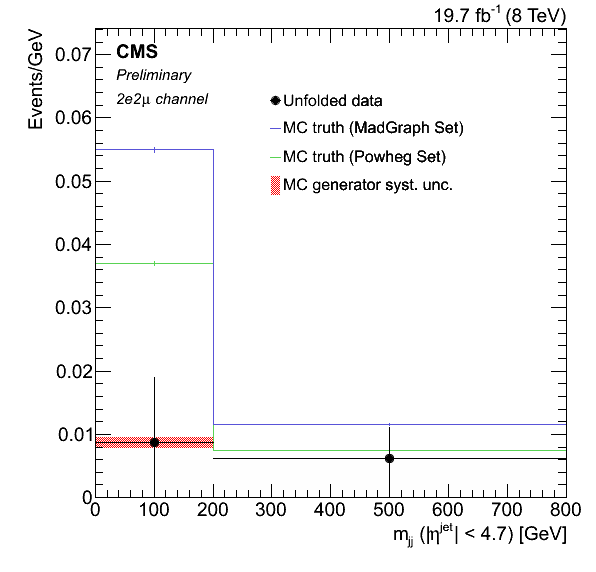 19.7 fb⁻¹ (8 TeV)
Events/GeV
CMS
Preliminary
2e2μ channel
Unfolded data
MC truth (MadGraph Set)
MC truth (Powheg Set)
MC generator syst. unc.
0.07
0.06
0.05
0.04
0.03
0.02
0.01
0
0 100 200 300 400 500 600 700 800
m_jj (|η^jet| < 4.7) [GeV]